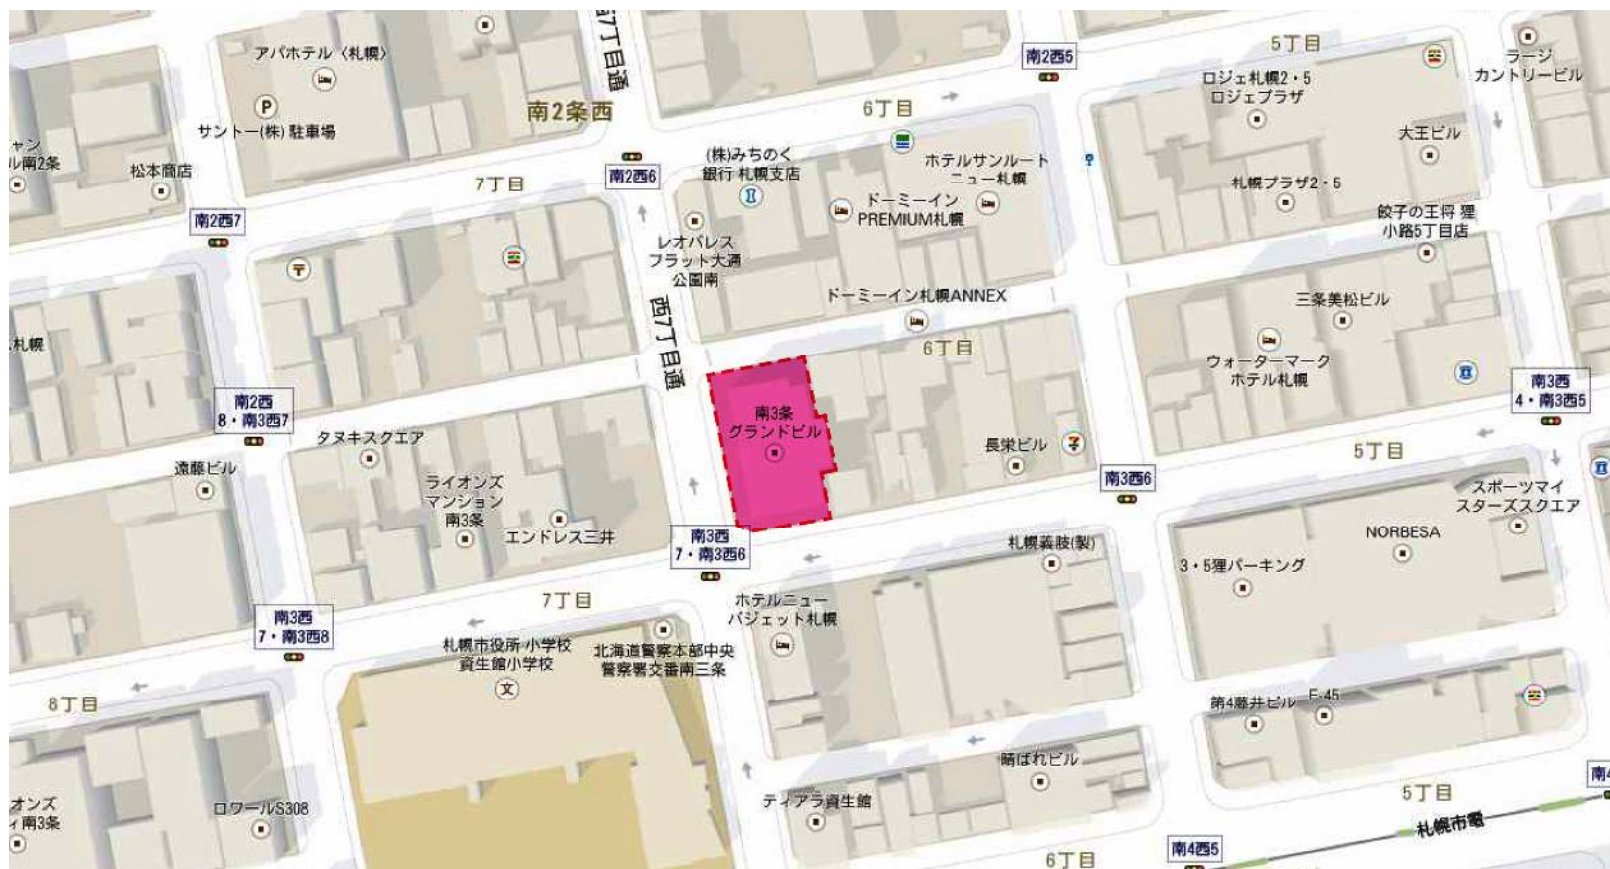 西7丁目通
アパホテル〈札幌〉
P
サントー(株)駐車場
松本商店
ャン
ル南2条
南2条西
7丁目
南2西7
南2西6
6丁目
南2西5
5丁目
ロジェ札幌2・5
ロジェプラザ
ラージ
カントリービル
大王ビル
札幌プラザ2・5
餃子の王将 狸
小路5丁目店
(株)みちのく
銀行 札幌支店
ホテルサンルート
ニュー札幌
ドーミーイン
PREMIUM札幌
レオパレス
フラット大通
公園南
〒
西7丁目通
ドーミーイン札幌ANNEX
6丁目
三条美松ビル
ウォーターマーク
ホテル札幌
札幌
南2西
8・南3西7
タヌキスクエア
遠藤ビル
ライオンズ
マンション
南3条
エンドレス三井
南3条
グランドビル
長栄ビル
7
南3西6
5丁目
南3西
4・南3西5
スポーツマイ
スターズスクエア
NORBESA
3・5狸パーキング
南3西
7・南3西6
札幌義肢(製)
7丁目
南3西
7・南3西8
8丁目
札幌市役所 小学校
資生館小学校
文
北海道警察本部中央
警察署交番南三条
ホテルニュー
バジェット札幌
第4藤井ビル
F-45
晴ばれビル
ティアラ資生館
ロワールS308
オンズ
ィ南3条
5丁目
札幌市電
南4
南4西5
6丁目